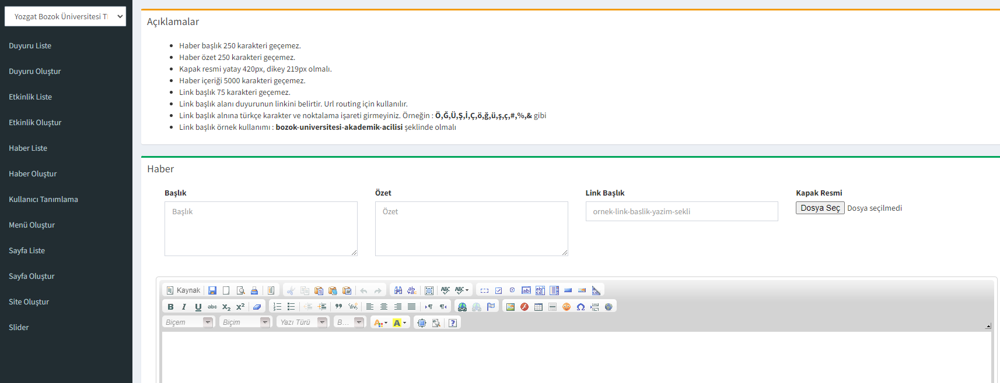 Yozgat Bozok Üniversitesi
Duyuru Liste
Duyuru Oluştur
Etkinlik Liste
Etkinlik Oluştur
Haber Liste
Haber Oluştur
Kullanıcı Tanımlama
Menü Oluştur
Sayfa Liste
Sayfa Oluştur
Site Oluştur
Slider
Açıklamalar
Haber başlık 250 karakteri geçemez.
Haber özet 250 karakteri geçemez.
Kapak resmi yatay 420px, dikey 219px olmalı.
Haber içeriği 5000 karakteri geçemez.
Link başlık 75 karakteri geçemez.
Link başlık alanı duyurunun linkini belirtir. Url routing için kullanılır.
Link başlık alnına türkçe karakter ve noktalama işareti girmeyiniz. Örneğin : Ö,Ğ,Ü,Ş,İ,Ç,ö,ğ,ü,ş,ç,#,%,& gibi
Link başlık örnek kullanımı : bozok-universitesi-akademik-acilisi şeklinde olmalı
Haber
Başlık Özet Link Başlık Kapak Resmi
Başlık Özet ornek-link-baslik-yazim-sekli Dosya Seç Dosya seçilmedi
Kaynak
Biçem Biçim Yazı Türü B...